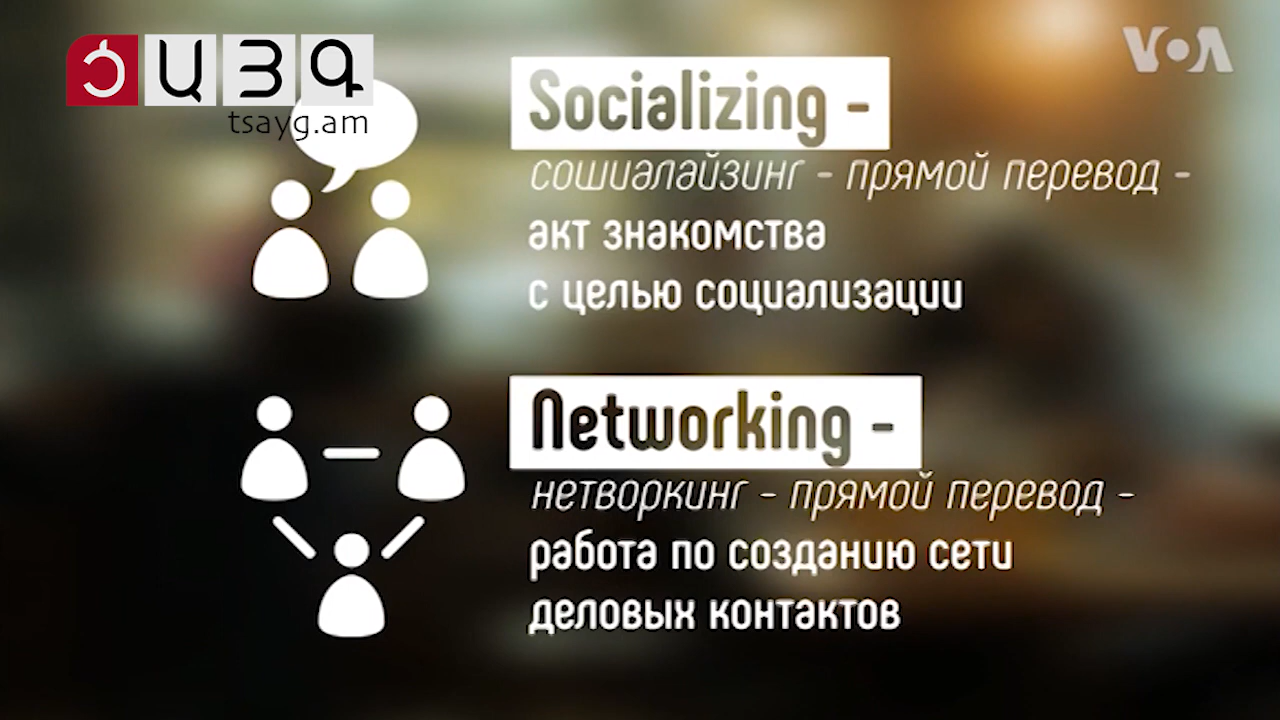 ՑԱՅԳ
tsayg.am
VOA
Socializing -
сошиалайзинг - прямой перевод -
акт знакомства
с целью социализации
Networking -
нетворкинг - прямой перевод -
работа по созданию сети
деловых контактов